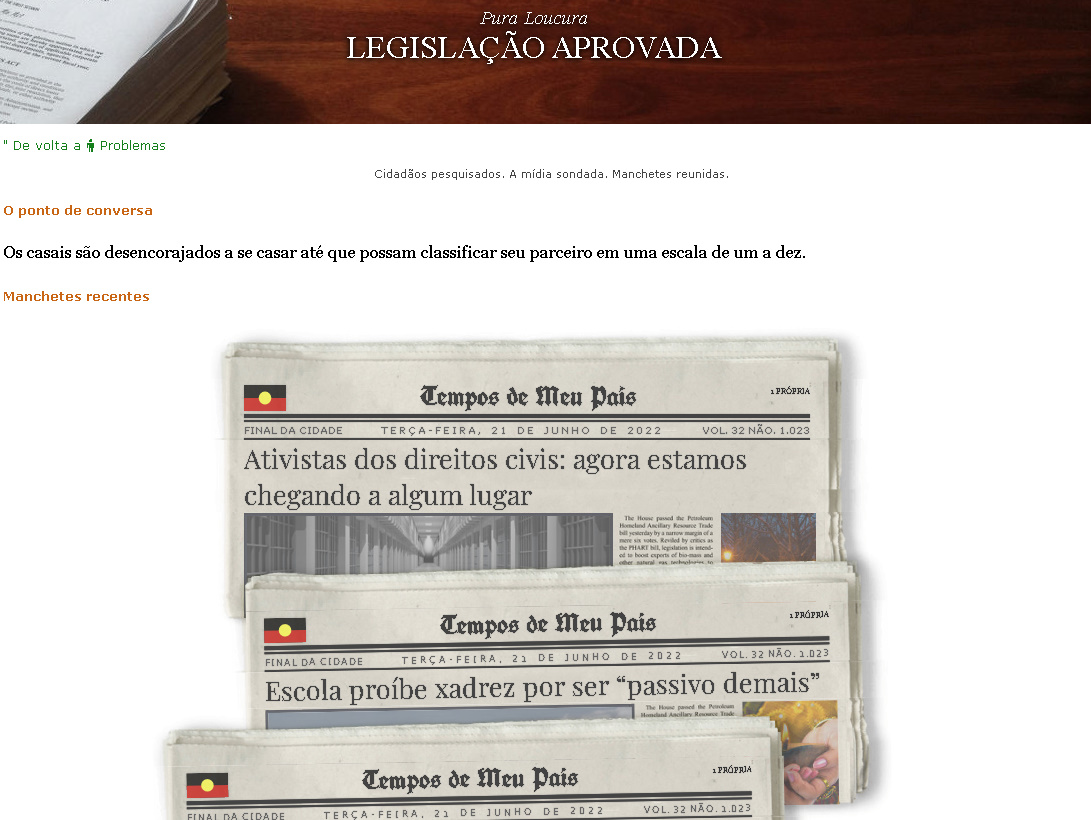 Pura Loucura
LEGISLAÇÃO APROVADA
" De volta a Problemas
Cidadãos pesquisados. A mídia sondada. Manchetes reunidas.
O ponto de conversa
Os casais são desencorajados a se casar até que possam classificar seu parceiro em uma escala de um a dez.
Manchetes recentes
Tempos de Meu País
1 PRÓPRIA
FINAL DA CIDADE TERÇA-FEIRA, 21 DE JUNHO DE 2022 VOL. 32 NÃO. 1.023
Ativistas dos direitos civis: agora estamos
chegando a algum lugar
The House passed the Petroleum
Homeland Ancillary Resource Trade
bill yesterday by a narrow margin of a
mere six votes. Reviled by critics as
the PHART bill, legislation is intend-
ed to boost exports of bio-mass and
other natural gas technologies to
Tempos de Meu País
1 PRÓPRIA
FINAL DA CIDADE TERÇA-FEIRA, 21 DE JUNHO DE 2022 VOL. 32 NÃO. 1.023
Escola proíbe xadrez por ser “passivo demais”
The House passed the Petroleum
Homeland Ancillary Resource Trade
Tempos de Meu País
1 PRÓPRIA
FINAL DA CIDADE TERÇA-FEIRA, 21 DE JUNHO DE 2022 VOL. 32 NÃO. 1.023